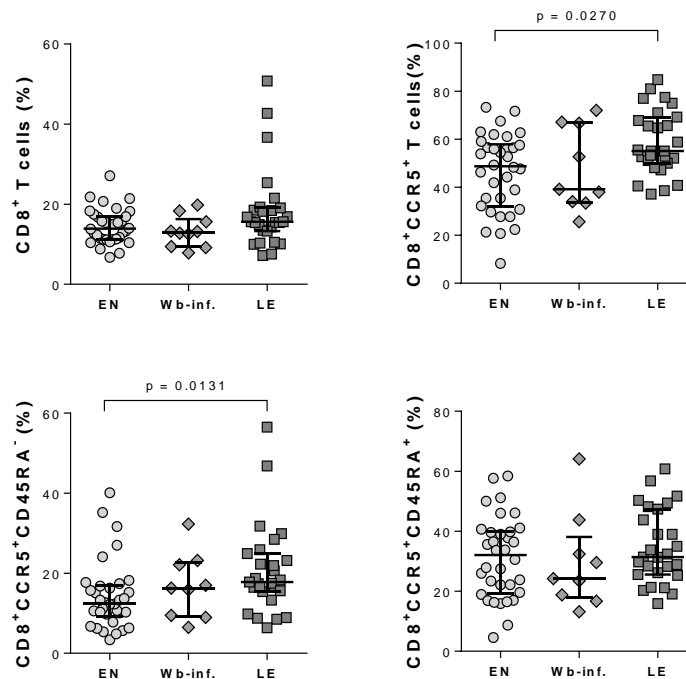 CD8⁺ T cells (%)
60
40
20
0
EN Wb-inf. LE
p = 0.0270
CD8⁺CCR5⁺ T cells(%)
100
80
60
40
20
0
EN Wb-inf. LE
p = 0.0131
CD8⁺CCR5⁺CD45RA⁻ (%)
60
40
20
0
EN Wb-inf. LE
CD8⁺CCR5⁺CD45RA⁺ (%)
80
60
40
20
0
EN Wb-inf. LE